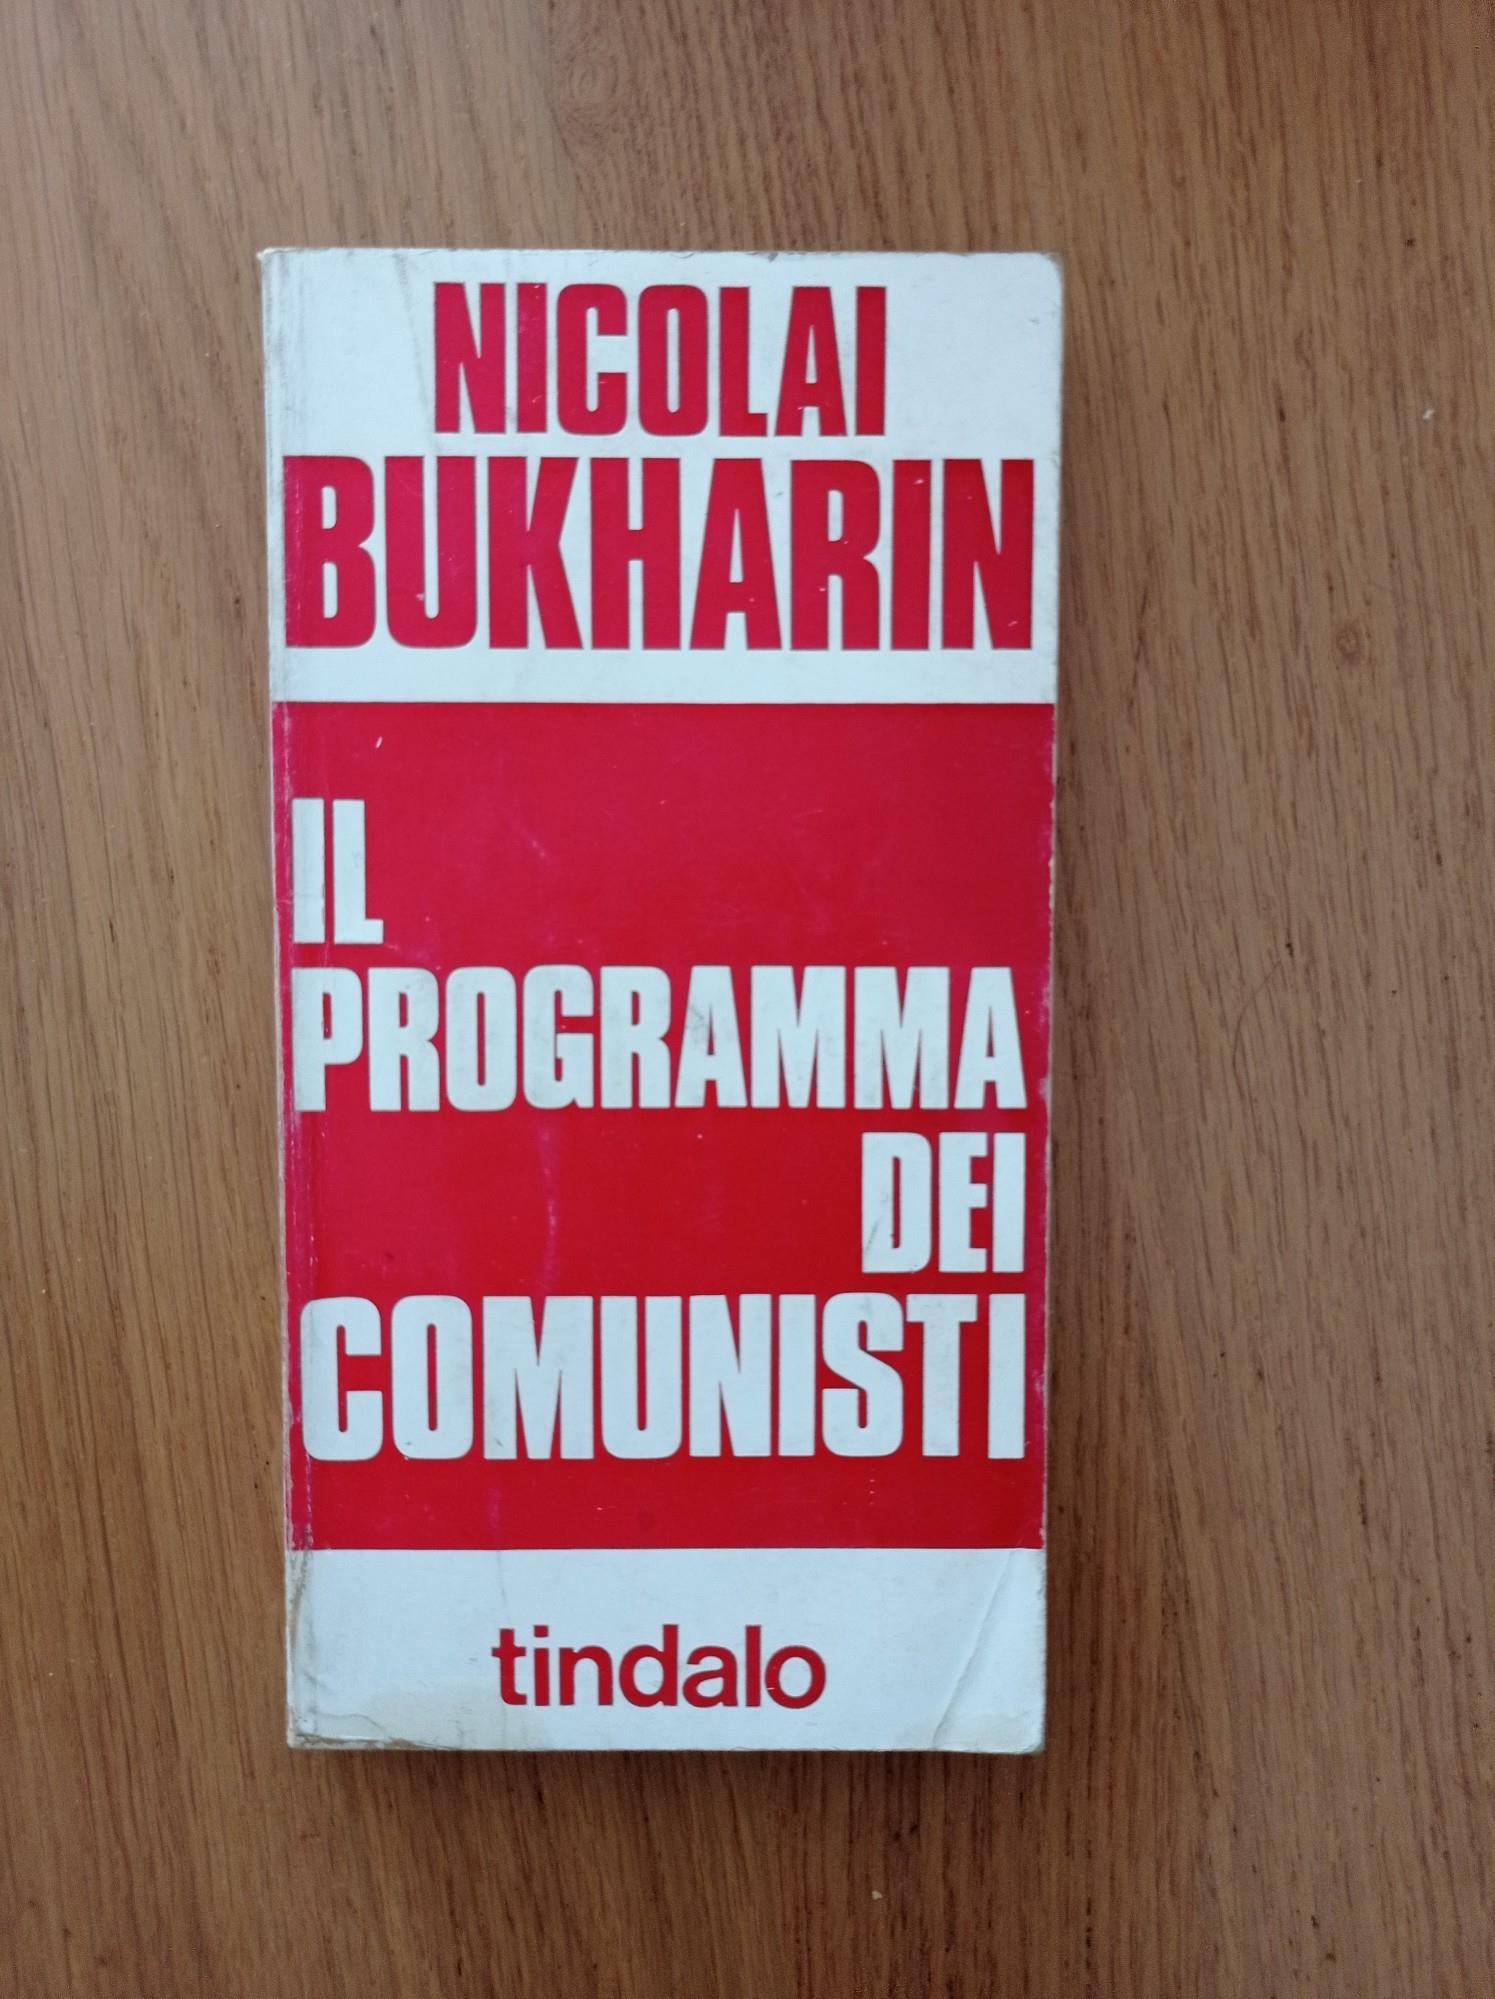 NICOLAI
BUKHARIN
IL
PROGRAMMA
DEI
COMUNISTI
tindalo